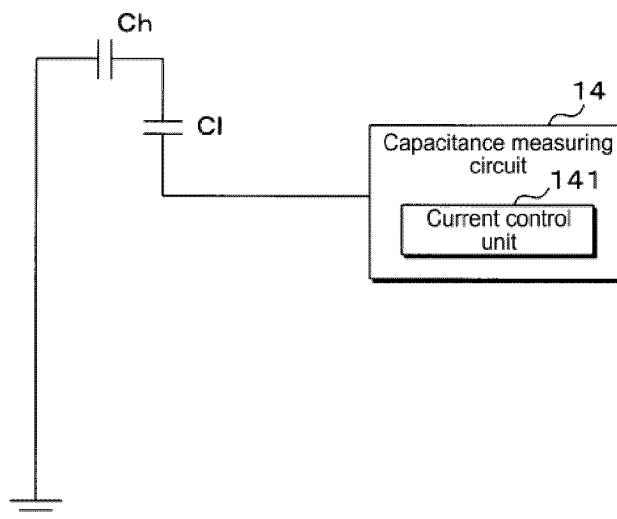 Ch
Cl
14
Capacitance measuring
circuit
141
Current control
unit